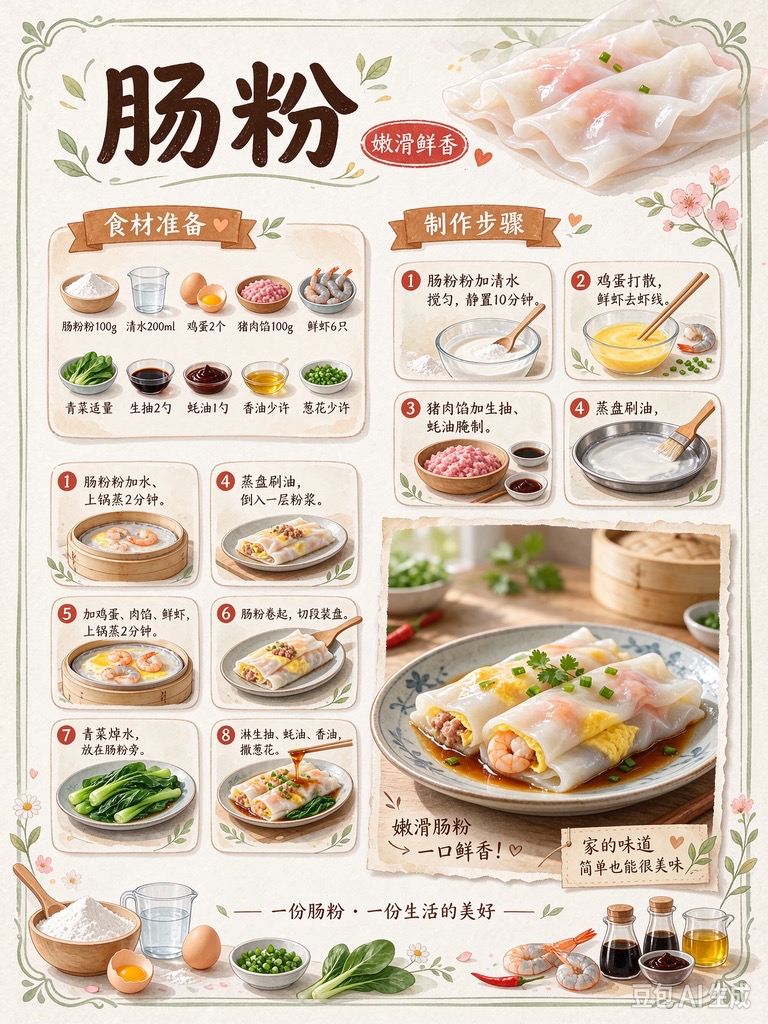 肠粉
嫩滑鲜香
食材准备
肠粉粉100g
清水200ml
鸡蛋2个
猪肉馅100g
鲜虾6只
青菜适量
生抽2勺
蚝油1勺
香油少许
葱花少许
制作步骤
1 肠粉粉加清水
搅匀，静置10分钟。
2 鸡蛋打散，
鲜虾去虾线。
3 猪肉馅加生抽、
蚝油腌制。
4 蒸盘刷油，
1 肠粉粉加水、
上锅蒸2分钟。
4 蒸盘刷油，
倒入一层粉浆。
5 加鸡蛋、肉馅、鲜虾，
上锅蒸2分钟。
6 肠粉卷起，切段装盘。
7 青菜焯水，
放在肠粉旁。
8 淋生抽、蚝油、香油，
撒葱花。
嫩滑肠粉
一口鲜香！
家的味道
简单也能很美味
一份肠粉·一份生活的美好
豆包AI生成